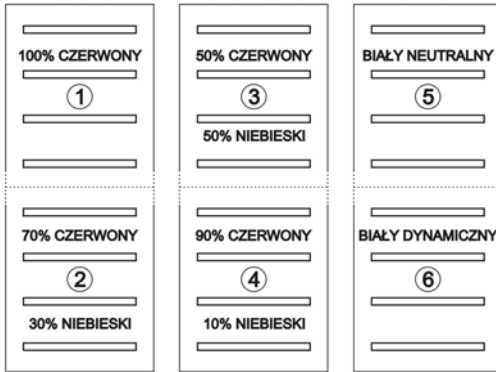 100% CZERWONY
1
50% CZERWONY
3
50% NIEBIESKI
BIAŁY NEUTRALNY
5
70% CZERWONY
2
30% NIEBIESKI
90% CZERWONY
4
10% NIEBIESKI
BIAŁY DYNAMICZNY
6